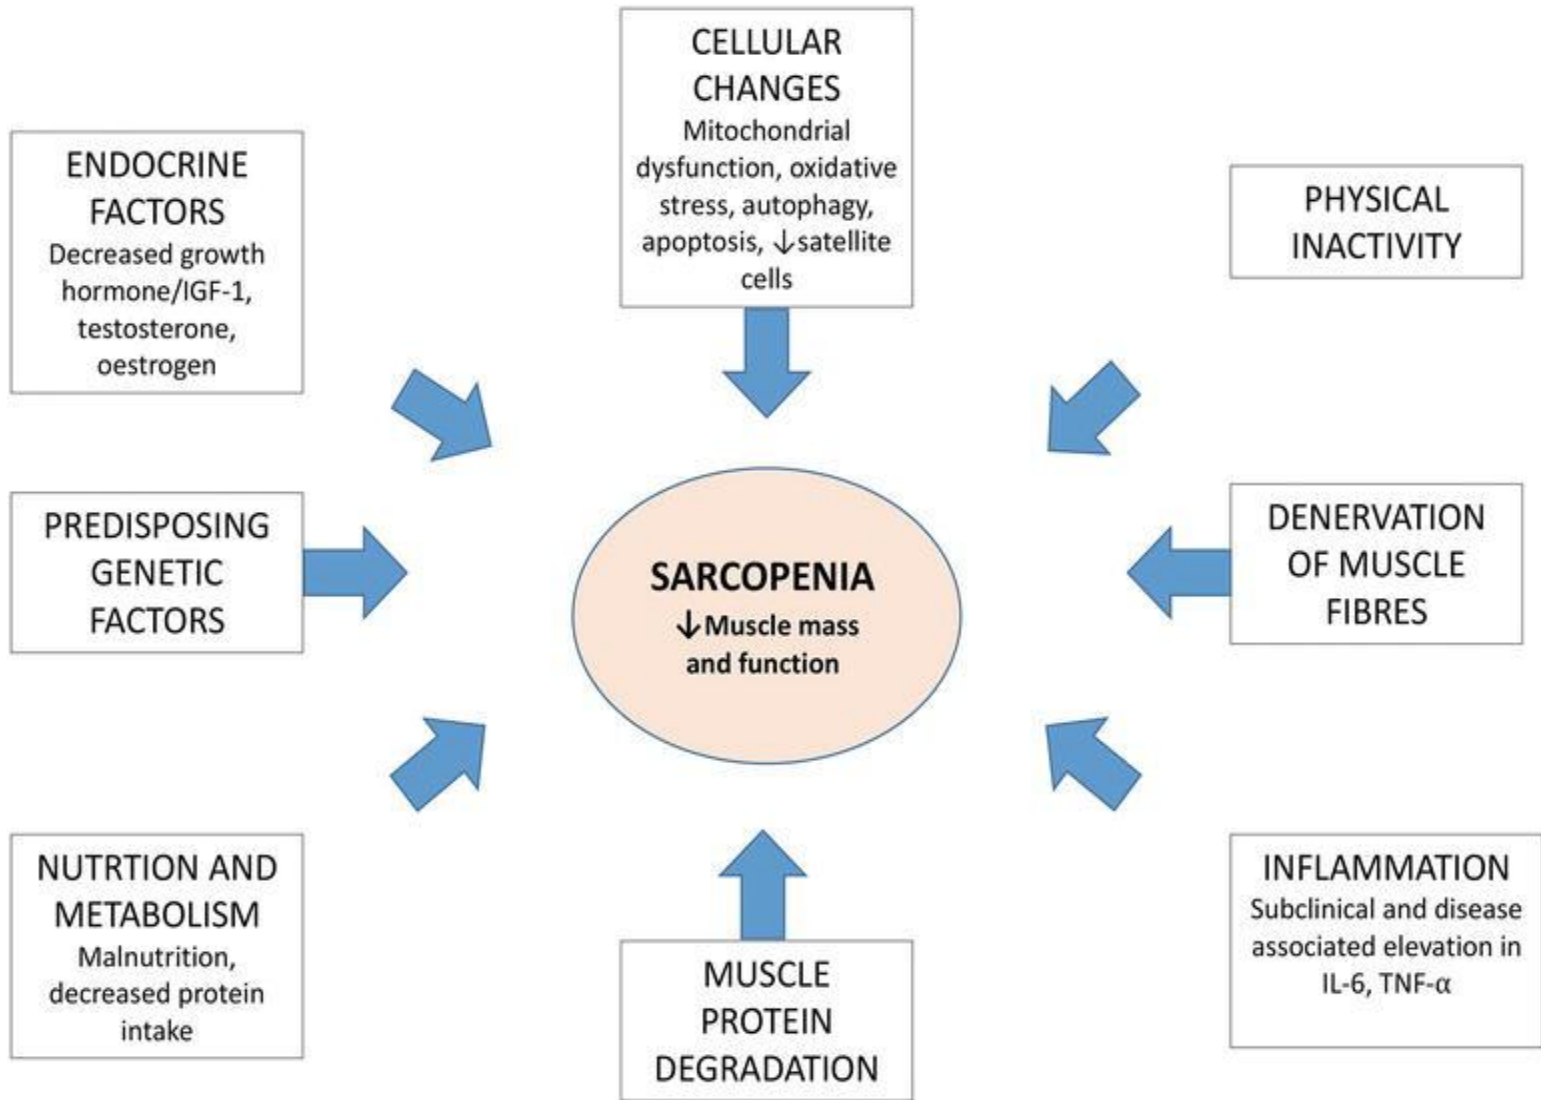 CELLULAR
CHANGES
Mitochondrial
dysfunction, oxidative
stress, autophagy,
apoptosis, ↓satellite
cells
ENDOCRINE
FACTORS
Decreased growth
hormone/IGF-1,
testosterone,
oestrogen
PHYSICAL
INACTIVITY
PREDISPOSING
GENETIC
FACTORS
SARCOPENIA
↓Muscle mass
and function
DENERVATION
OF MUSCLE
FIBRES
NUTRTION AND
METABOLISM
Malnutrition,
decreased protein
intake
MUSCLE
PROTEIN
DEGRADATION
INFLAMMATION
Subclinical and disease
associated elevation in
IL-6, TNF-α